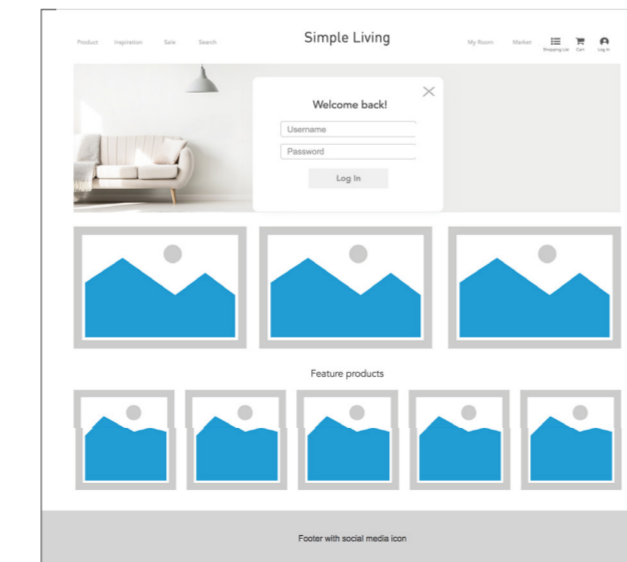 Simple Living
Product Inspiration Sale Search
My Room Market
Shopping List Cart Log In
Welcome back!
Username
Password
Log In
Feature products
Footer with social media icon